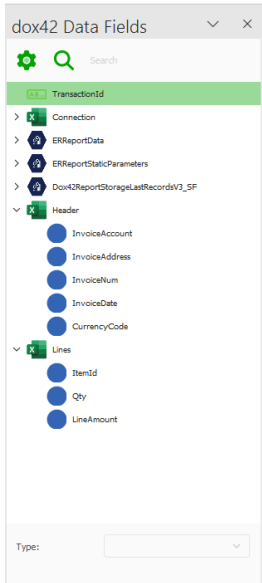 dox42 Data Fields
Search
TransactionId
Connection
ERReportData
ERReportStaticParameters
Dox42ReportStorageLastRecordsV3_SF
Header
InvoiceAccount
InvoiceAddress
InvoiceNum
InvoiceDate
CurrencyCode
Lines
ItemId
Qty
LineAmount
Type: